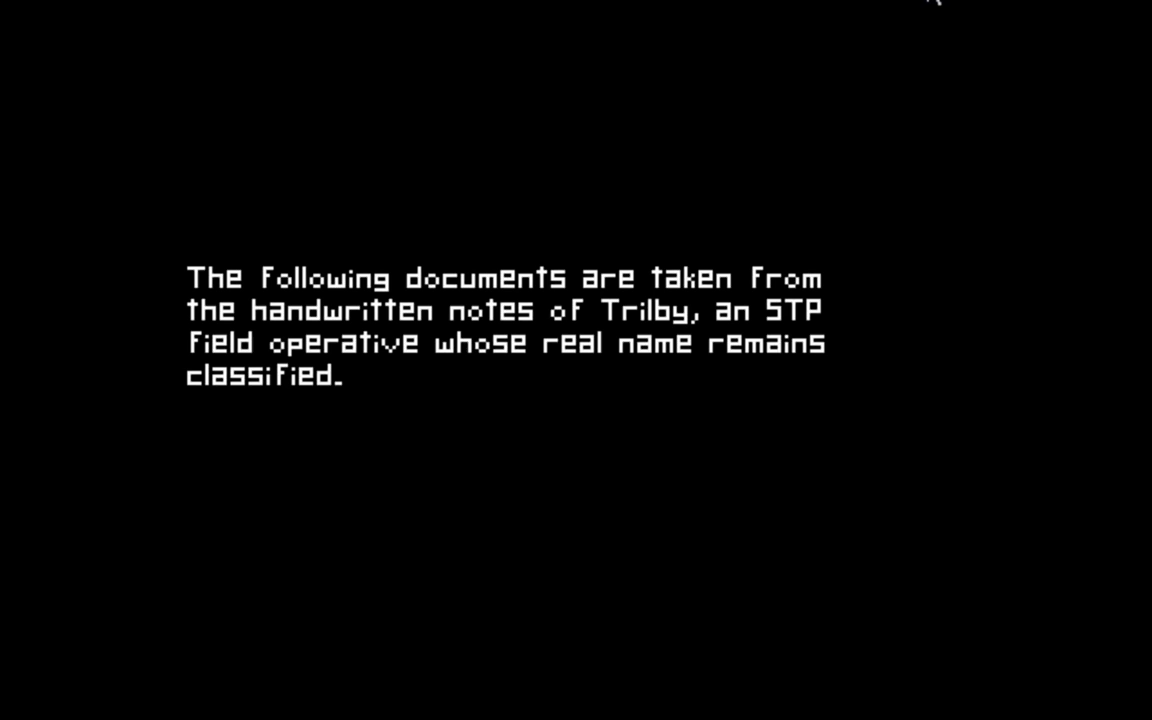 The following documents are taken from
the handwritten notes of Trilby, an STP
field operative whose real name remains
classified.